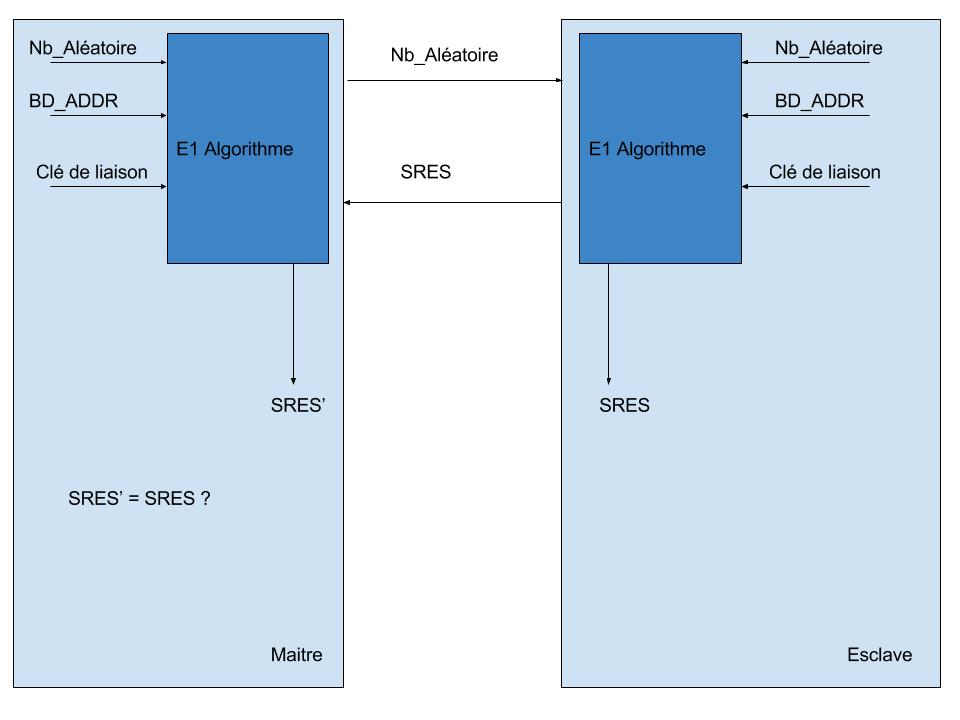 Nb_Aléatoire
BD_ADDR
Clé de liaison
E1 Algorithme
SRES’
SRES’ = SRES ?
Maitre
Nb_Aléatoire
SRES
E1 Algorithme
Nb_Aléatoire
BD_ADDR
Clé de liaison
SRES
Esclave